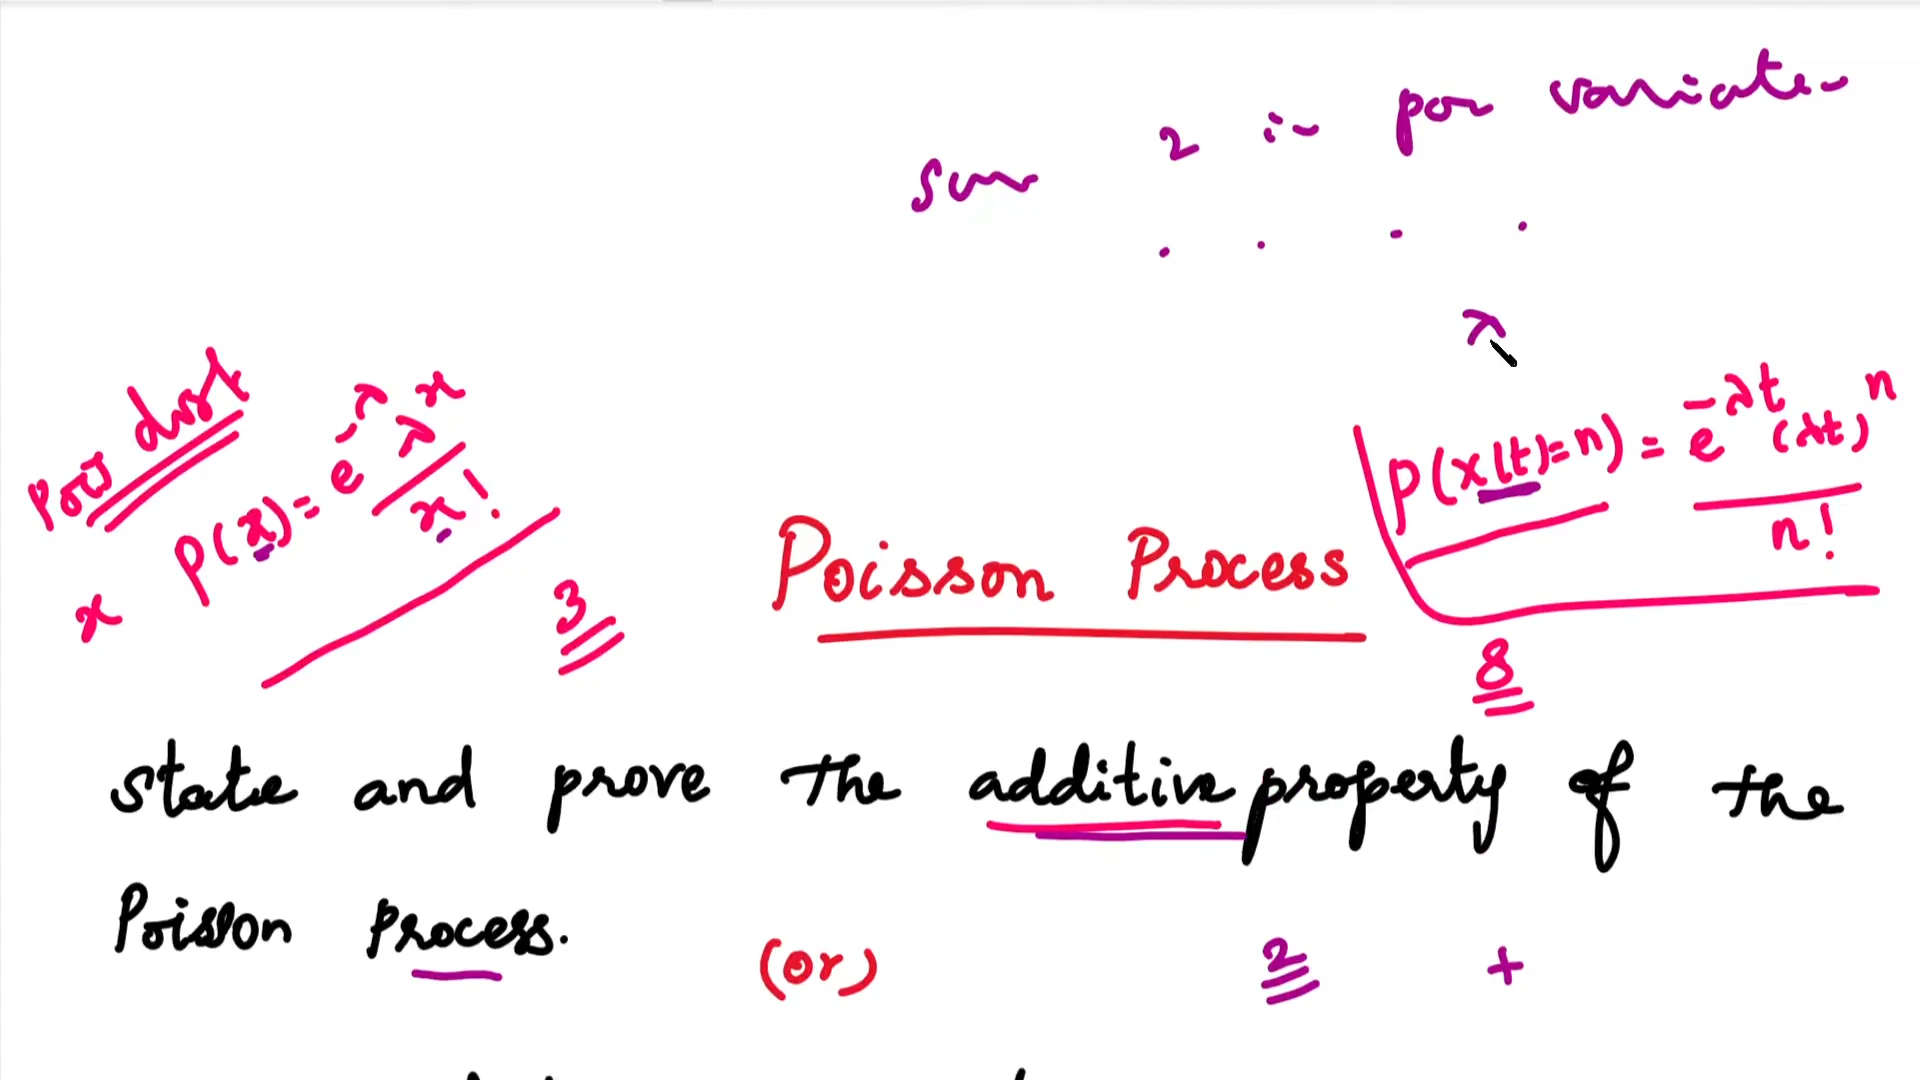 Sum 2 in poi variate
λ
Pois dist
P(x) = e^-λ λ^x / x!
P(x(t)=n) = e^-λt (λt)^n / n!
x
3
Poisson Process
8
state and prove the additive property of the
Poisson Process.
(or)
2 +